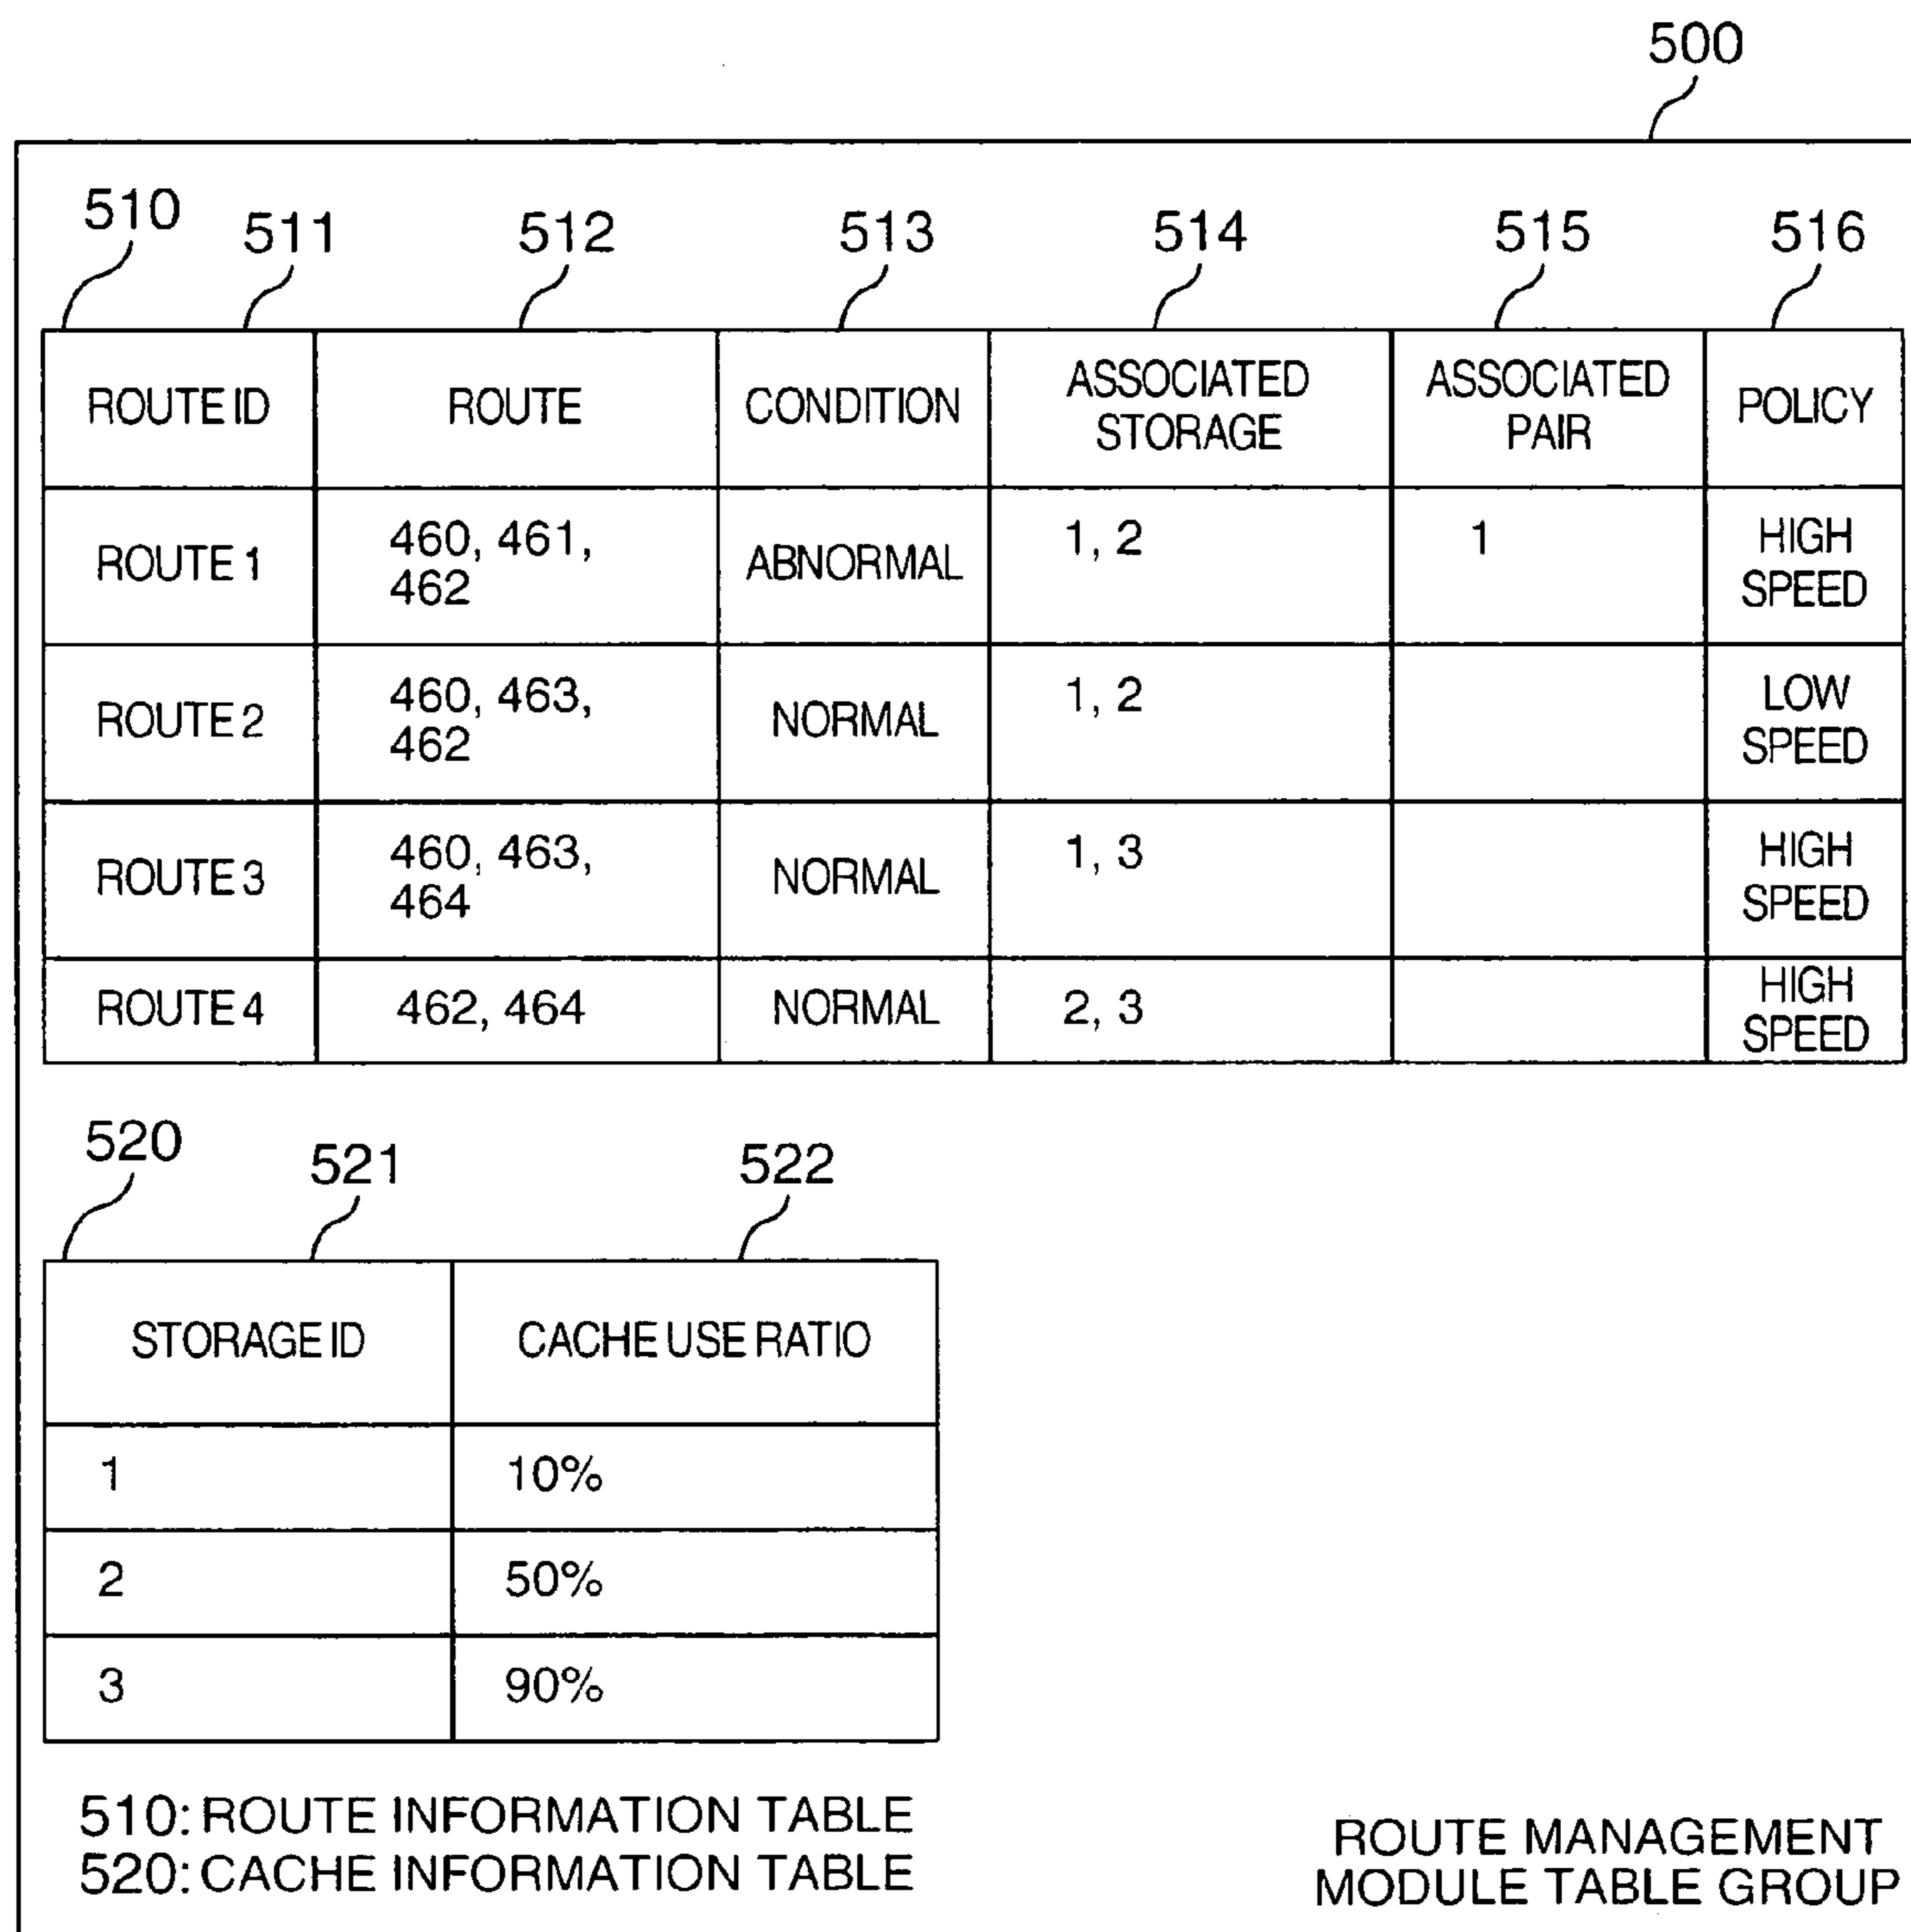 500
510 511 512 513 514 515 516
ROUTE ID ROUTE CONDITION ASSOCIATED STORAGE ASSOCIATED PAIR POLICY
ROUTE 1 460, 461, 462 ABNORMAL 1, 2 1 HIGH SPEED
ROUTE 2 460, 463, 462 NORMAL 1, 2 LOW SPEED
ROUTE 3 460, 463, 464 NORMAL 1, 3 HIGH SPEED
ROUTE 4 462, 464 NORMAL 2, 3 HIGH SPEED
520 521 522
STORAGE ID CACHE USE RATIO
1 10%
2 50%
3 90%
510: ROUTE INFORMATION TABLE
520: CACHE INFORMATION TABLE
ROUTE MANAGEMENT
MODULE TABLE GROUP